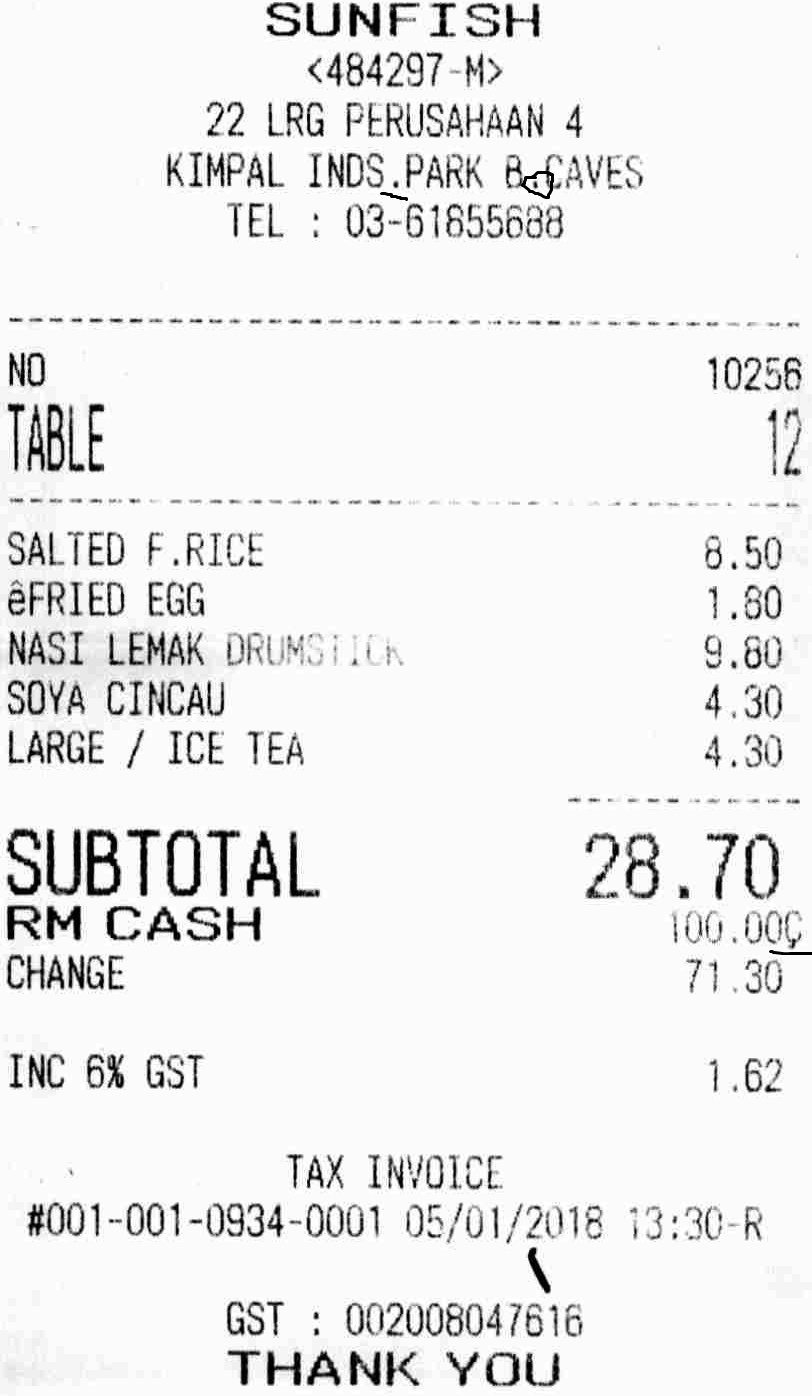 SUNFISH
<484297-M>
22 LRG PERUSAHAAN 4
KIMPAL INDS.PARK B.CAVES
TEL : 03-61855688
NO 10256
TABLE 12
SALTED F.RICE 8.50
êFRIED EGG 1.80
NASI LEMAK DRUMSTICK 9.80
SOYA CINCAU 4.30
LARGE / ICE TEA 4.30
SUBTOTAL 28.70
RM CASH 100.00Ç
CHANGE 71.30
INC 6% GST 1.62
TAX INVOICE
#001-001-0934-0001 05/01/2018 13:30-R
GST : 002008047616
THANK YOU